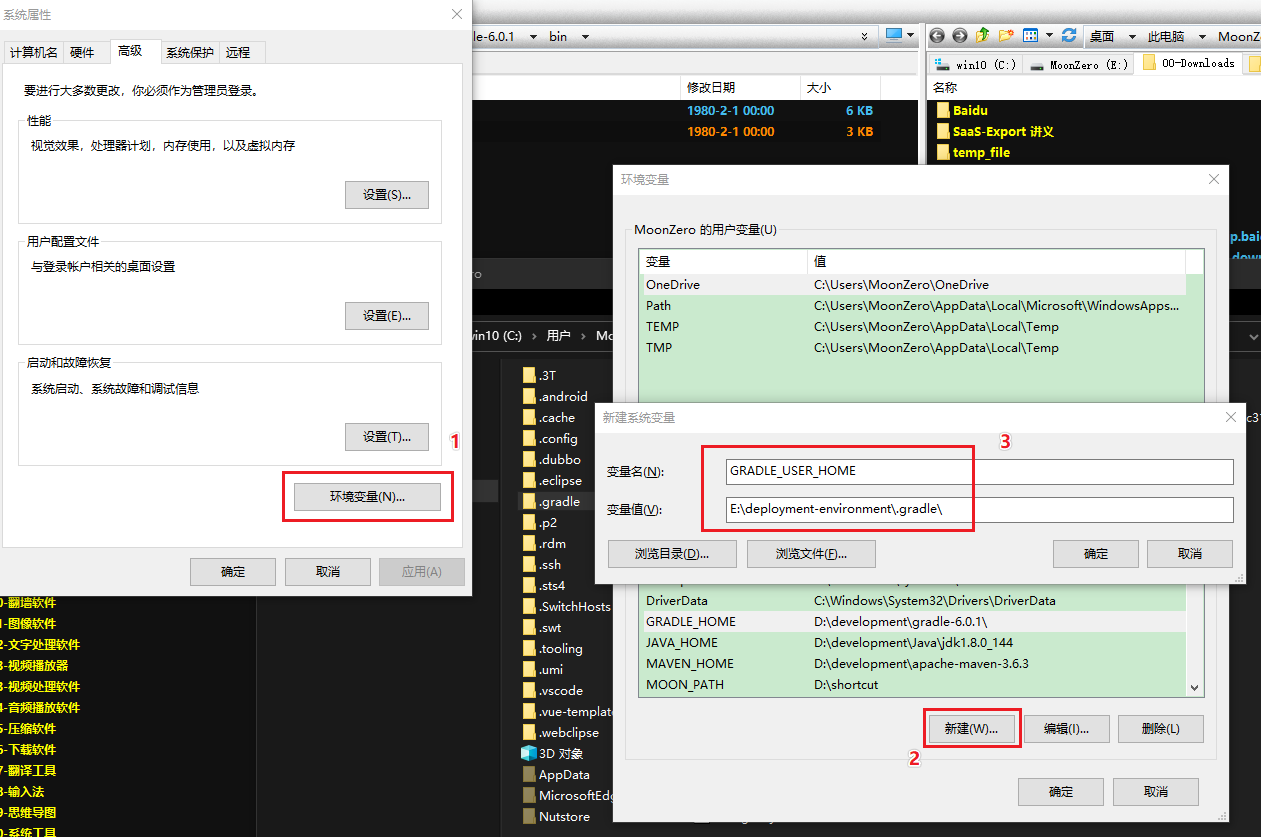 系统属性
计算机名 硬件 高级 系统保护 远程
要进行大多数更改，你必须作为管理员登录。
性能
视觉效果，处理器计划，内存使用，以及虚拟内存
设置(S)...
用户配置文件
与登录帐户相关的桌面设置
设置(E)...
启动和故障恢复
系统启动、系统故障和调试信息
设置(T)...
1
环境变量(N)...
确定 取消 应用(A)
-翻墙软件
-图像软件
-文字处理软件
-视频播放器
-视频处理软件
-音频播放软件
-压缩软件
-下载软件
-翻译工具
-输入法
-思维导图
-系统工具
le-6.0.1 bin
修改日期 大小
1980-2-1 00:00 6 KB
1980-2-1 00:00 3 KB
桌面 此电脑 MoonZ
win10 (C:) MoonZero (E:) 00-Downloads
名称
Baidu
SaaS-Export 讲义
temp_file
p.bai
win10 (C:) 用户 Mo
.3T
.android
.cache
.config
.dubbo
.eclipse
.gradle
.p2
.rdm
.ssh
.sts4
.SwitchHosts
.swt
.tooling
.umi
.vscode
.vue-templat
.webclipse
3D 对象
AppData
MicrosoftEdg
Nutstore
环境变量
MoonZero 的用户变量(U)
变量 值
OneDrive C:\Users\MoonZero\OneDrive
Path C:\Users\MoonZero\AppData\Local\Microsoft\WindowsApps...
TEMP C:\Users\MoonZero\AppData\Local\Temp
TMP C:\Users\MoonZero\AppData\Local\Temp
新建系统变量
3
变量名(N): GRADLE_USER_HOME
变量值(V): E:\deployment-environment\.gradle\
浏览目录(D)... 浏览文件(F)... 确定 取消
DriverData C:\Windows\System32\Drivers\DriverData
GRADLE_HOME D:\development\gradle-6.0.1\
JAVA_HOME D:\development\Java\jdk1.8.0_144
MAVEN_HOME D:\development\apache-maven-3.6.3
MOON_PATH D:\shortcut
2
新建(W)... 编辑(I)... 删除(L)
确定 取消